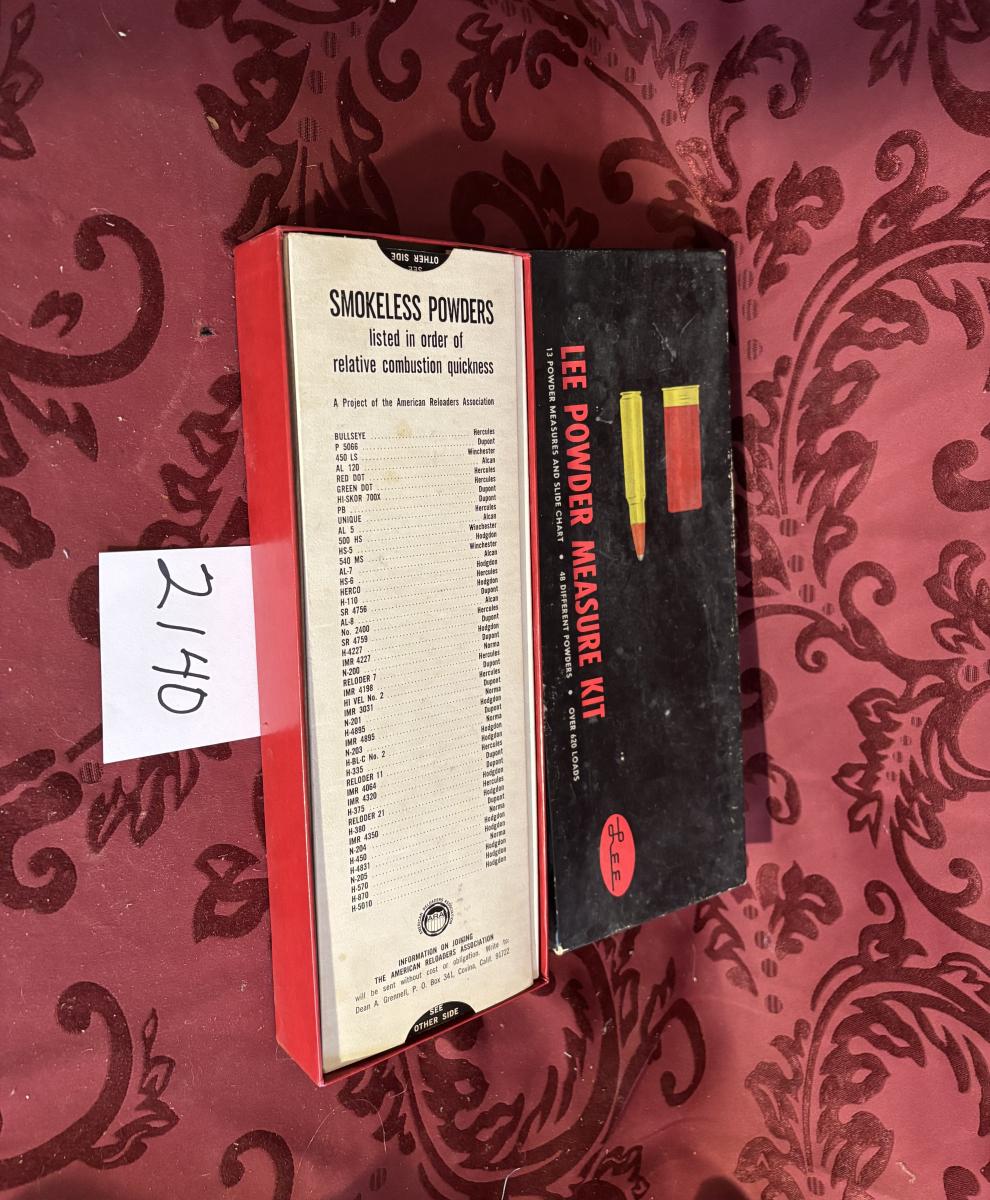 SEE
OTHER SIDE
SMOKELESS POWDERS
listed in order of
relative combustion quickness
A Project of the American Reloaders Association
BULLSEYE Hercules
P 5066 Dupont
450 LS Winchester
AL 120 Alcan
RED DOT Hercules
GREEN DOT Hercules
HI-SKOR 700X Dupont
PB Dupont
UNIQUE Hercules
AL 5 Alcan
500 HS Winchester
HS-5 Hodgdon
540 MS Winchester
AL-7 Alcan
HS-6 Hodgdon
HERCO Hercules
H-110 Hodgdon
SR 4756 Dupont
AL-8 Alcan
No. 2400 Hercules
SR 4759 Dupont
H-4227 Hodgdon
IMR 4227 Dupont
N-200 Norma
RELODER 7 Hercules
IMR 4198 Dupont
HI VEL No. 2 Hercules
IMR 3031 Dupont
N-201 Norma
H-4895 Hodgdon
IMR 4895 Dupont
N-203 Norma
H-BL-C No. 2 Hodgdon
H-335 Hodgdon
RELODER 11 Hercules
IMR 4064 Dupont
IMR 4320 Dupont
H-375 Hodgdon
RELODER 21 Hercules
H-380 Hodgdon
IMR 4350 Dupont
N-204 Norma
H-450 Hodgdon
H-4831 Hodgdon
N-205 Norma
H-570 Hodgdon
H-870 Hodgdon
H-5010 Hodgdon
ARA
INFORMATION ON JOINING
THE AMERICAN RELOADERS ASSOCIATION
will be sent without cost or obligation. Write to:
Dean A. Grennell, P. O. Box 341, Covina, Calif. 91722
SEE
OTHER SIDE
LEE POWDER MEASURE KIT
13 POWDER MEASURES AND SLIDE CHART • 48 DIFFERENT POWDERS • OVER 620 LOADS
LEE
2140